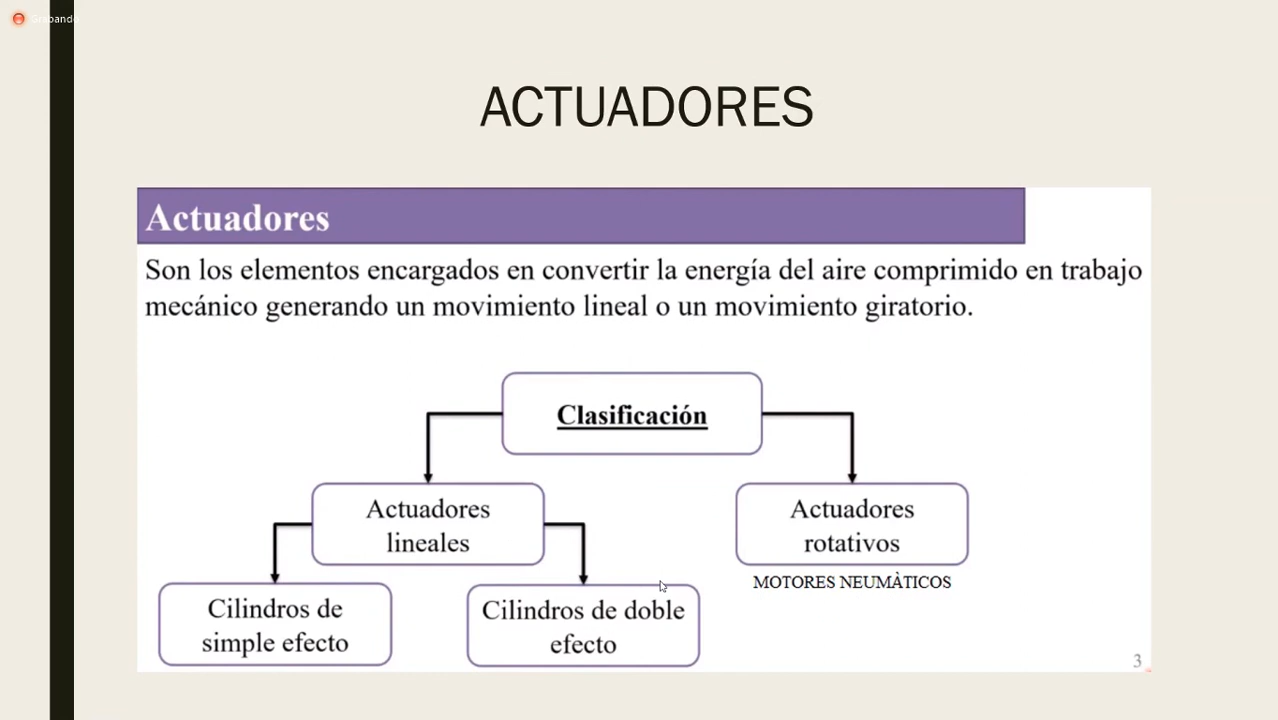 Grabando
ACTUADORES
Actuadores
Son los elementos encargados en convertir la energía del aire comprimido en trabajo
mecánico generando un movimiento lineal o un movimiento giratorio.
Clasificación
Actuadores
lineales
Actuadores
rotativos
MOTORES NEUMÀTICOS
Cilindros de
simple efecto
Cilindros de doble
efecto
3